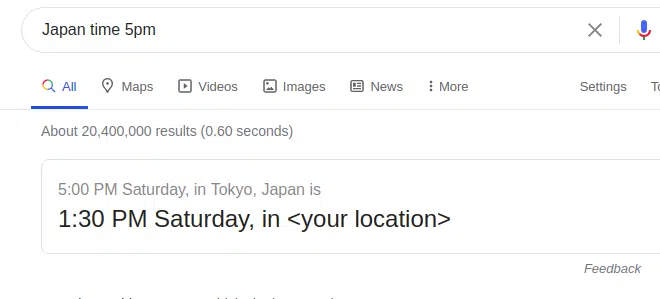 Japan time 5pm
All Maps Videos Images News More Settings
About 20,400,000 results (0.60 seconds)
5:00 PM Saturday, in Tokyo, Japan is
1:30 PM Saturday, in <your location>
Feedback